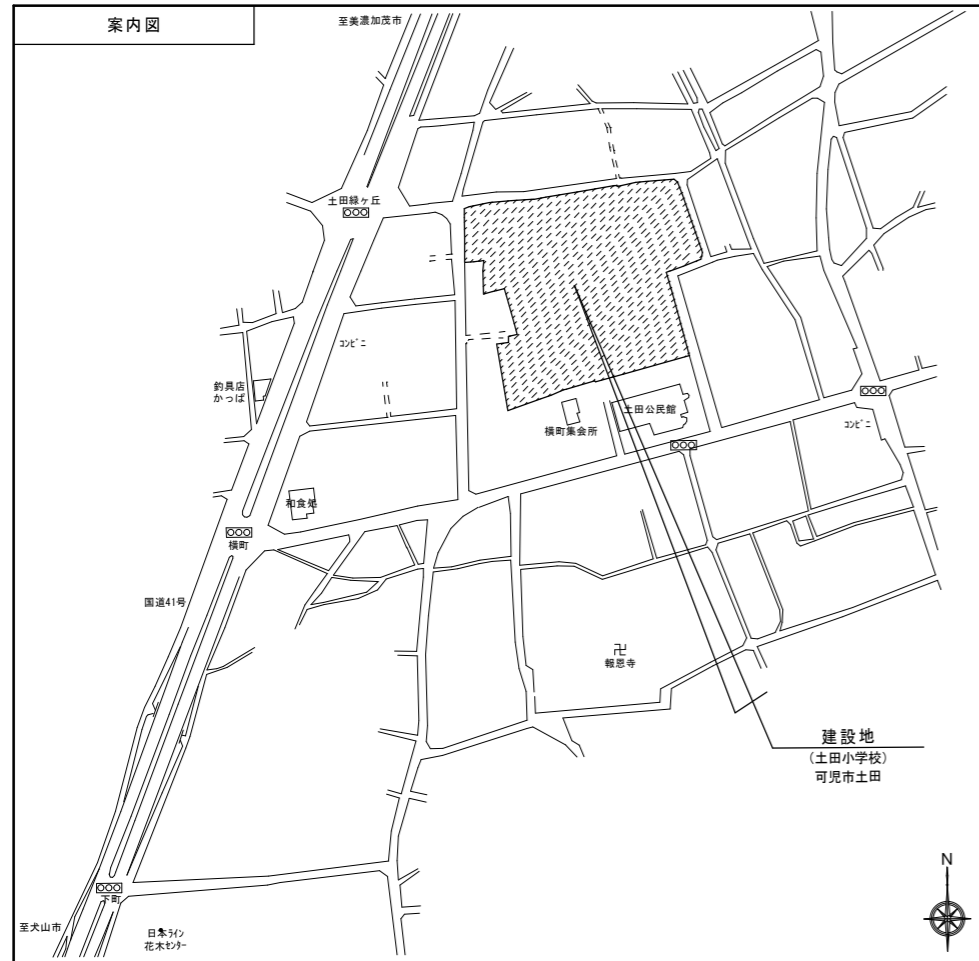 案内図
至美濃加茂市
土田緑ヶ丘
コンビニ
釣具店
かっぱ
土田公民館
横町集会所
コンビニ
和食処
横町
国道41号
卍
報恩寺
建設地
(土田小学校)
可児市土田
N
下町
至犬山市
日本ライン
花木センター